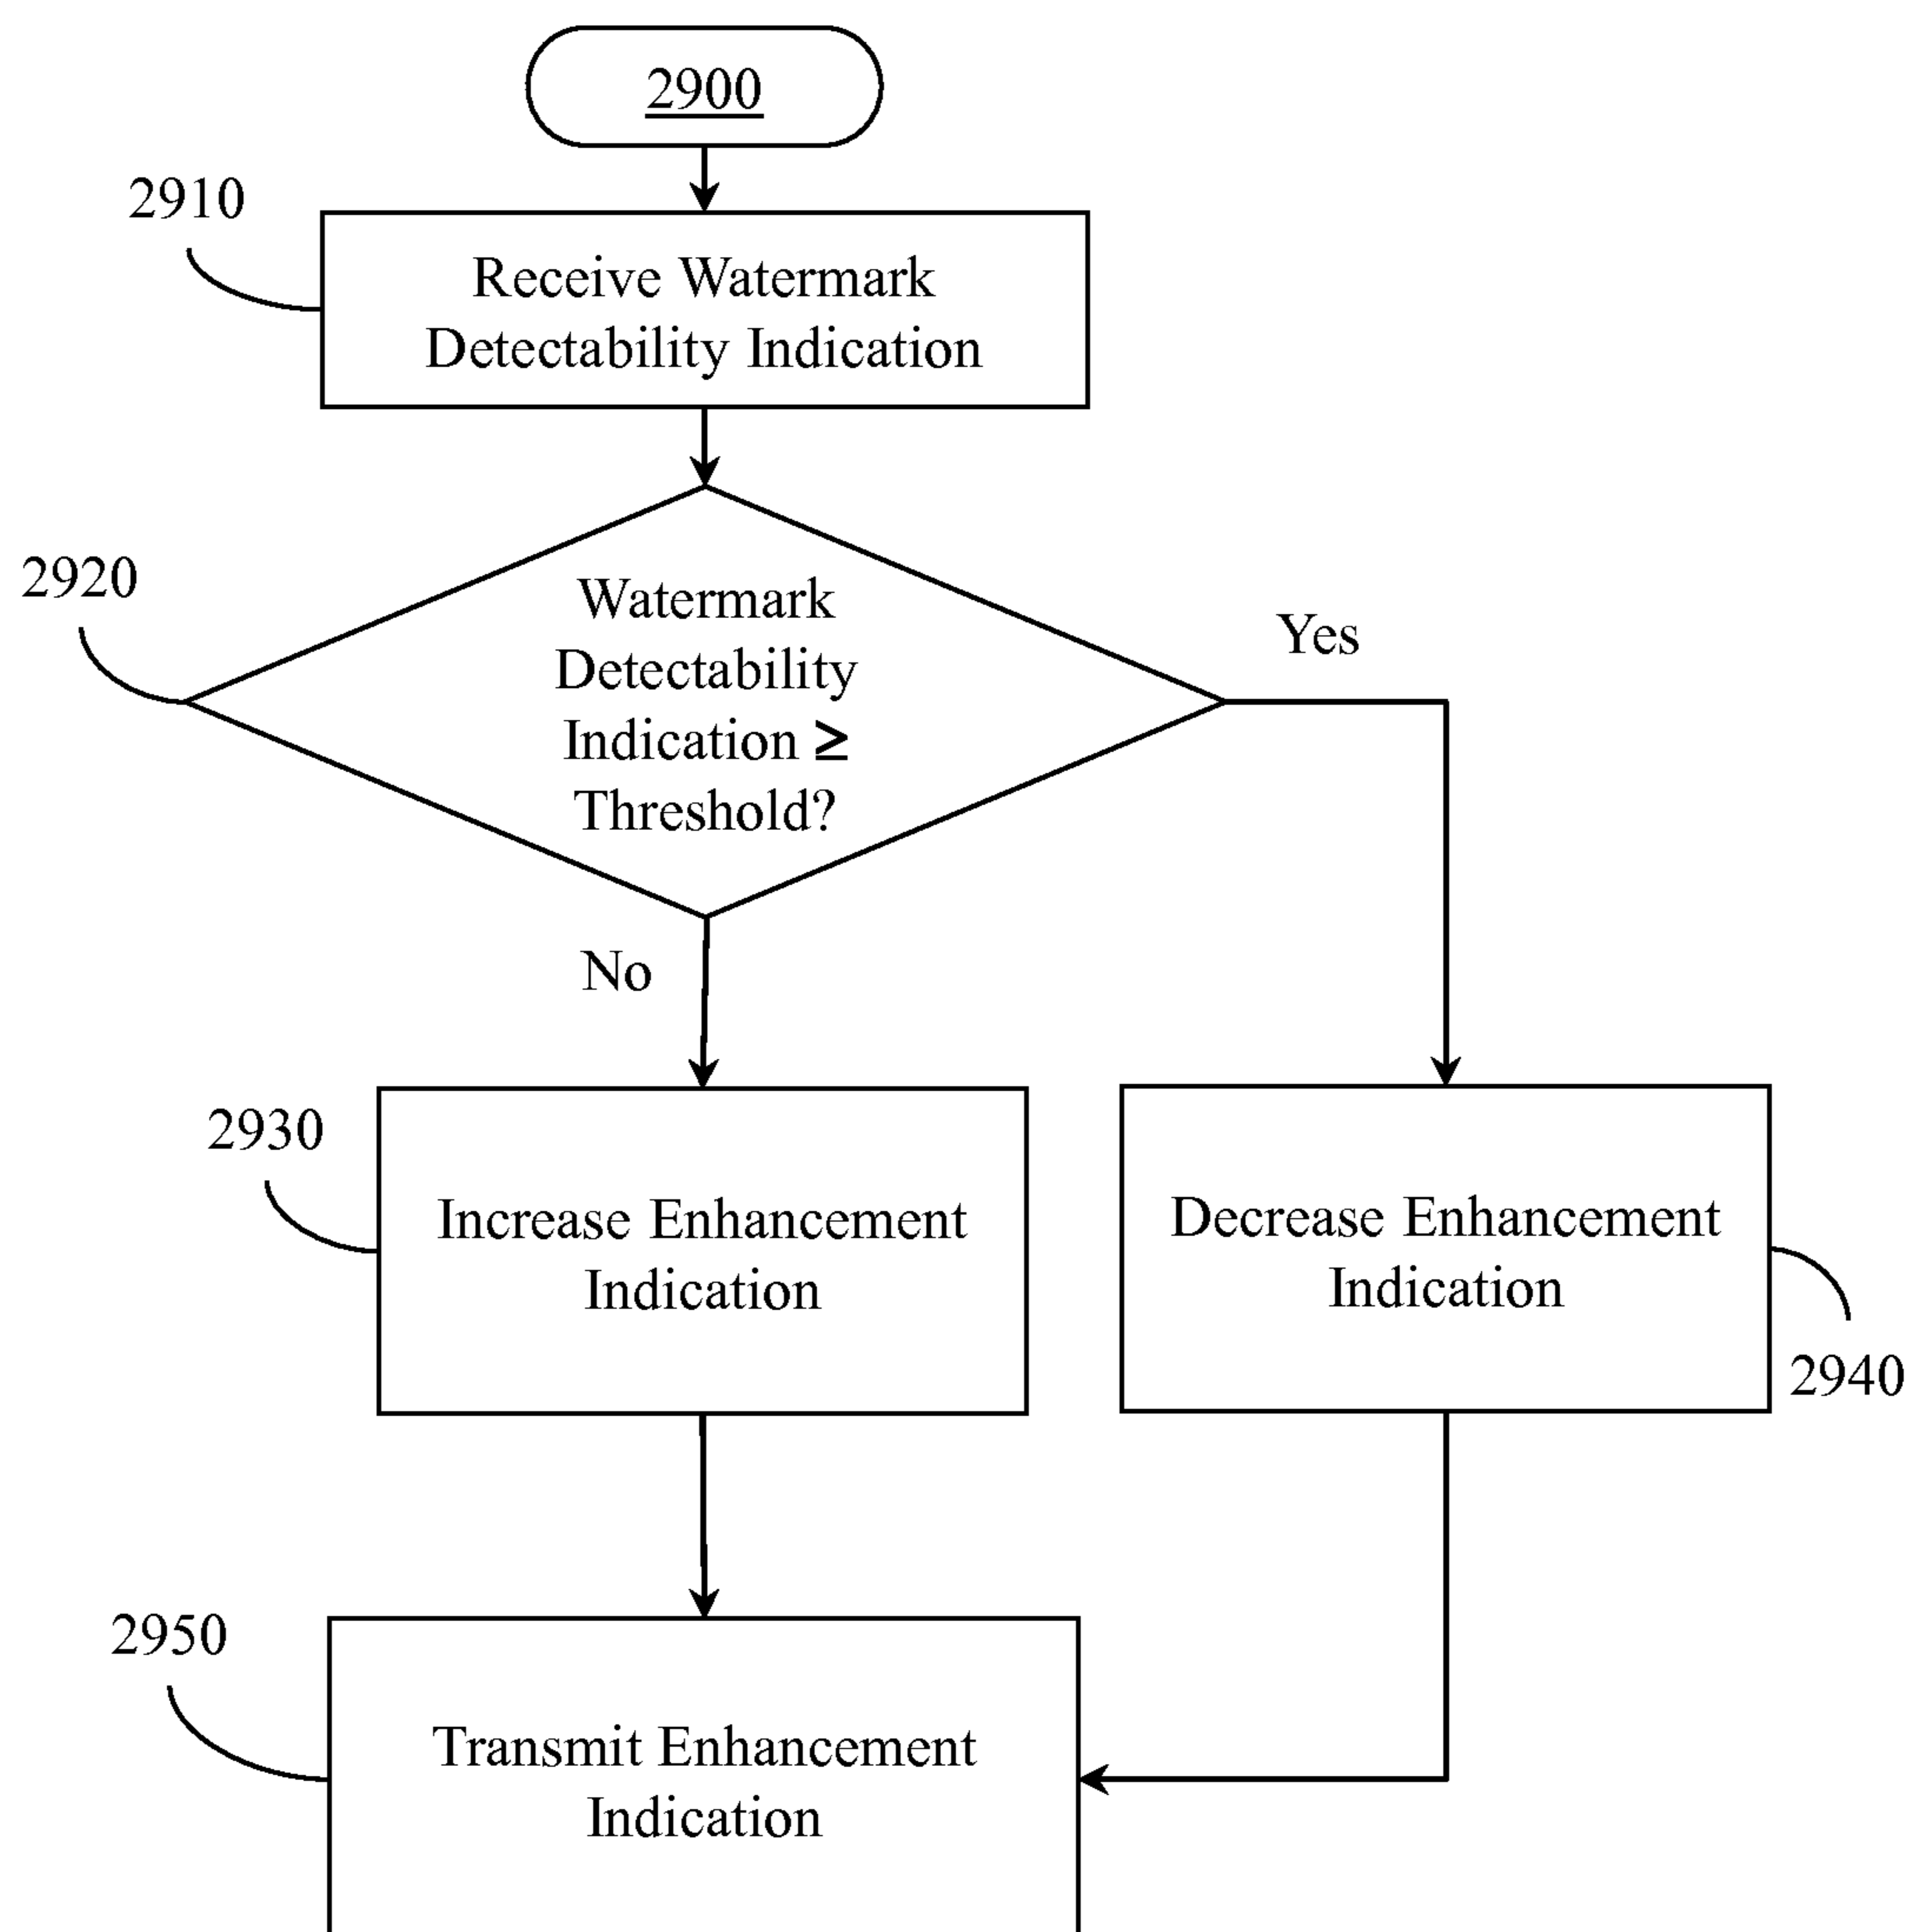 2900
2910
Receive Watermark
Detectability Indication
2920
Watermark
Detectability
Indication ≥
Threshold?
Yes
No
2930
Increase Enhancement
Indication
Decrease Enhancement
Indication
2940
2950
Transmit Enhancement
Indication